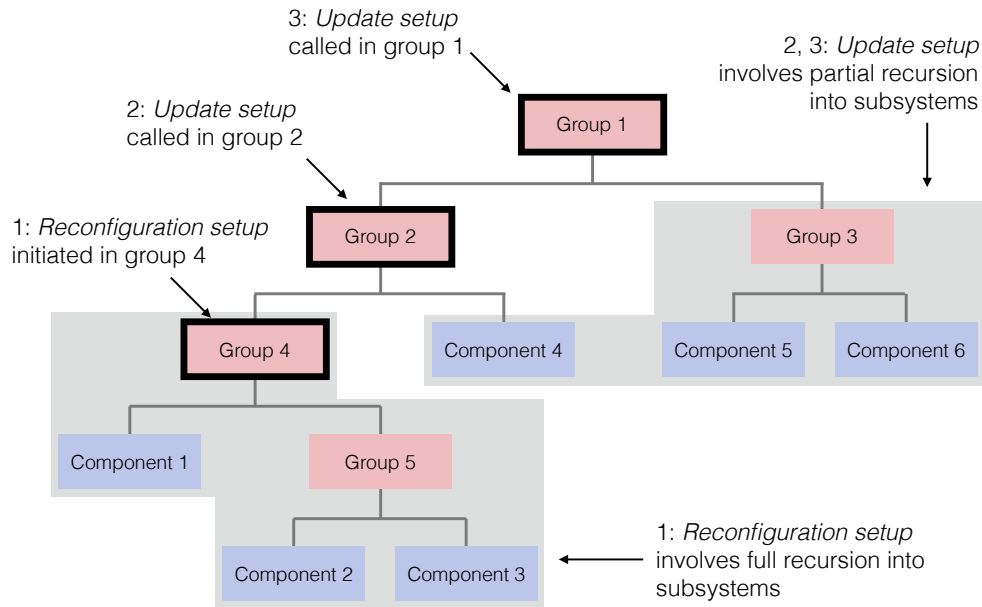 3: Update setup
called in group 1
2, 3: Update setup
involves partial recursion
into subsystems
2: Update setup
called in group 2
Group 1
1: Reconfiguration setup
initiated in group 4
Group 2
Group 3
Group 4
Component 4
Component 5
Component 6
Component 1
Group 5
1: Reconfiguration setup
involves full recursion into
subsystems
Component 2
Component 3